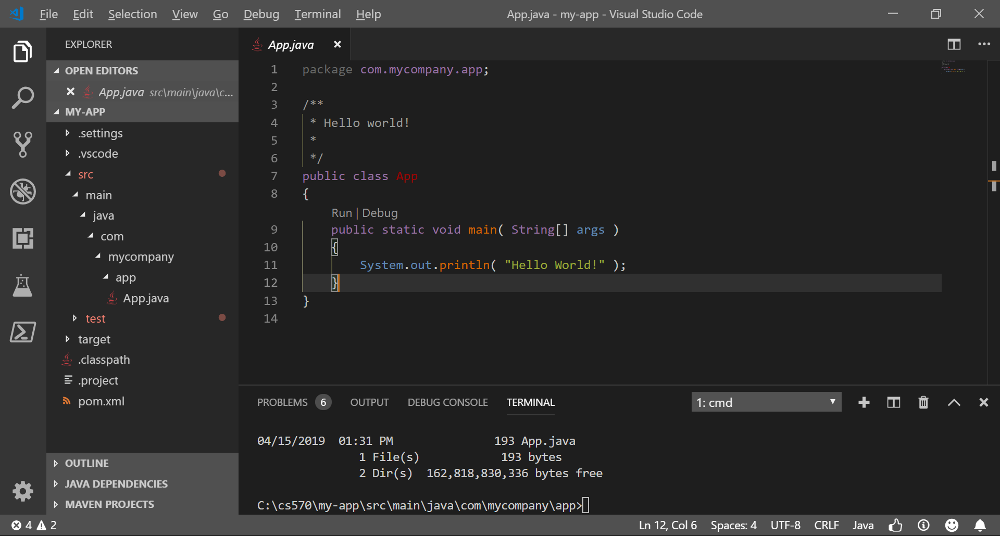 File Edit Selection View Go Debug Terminal Help App.java - my-app - Visual Studio Code
EXPLORER
OPEN EDITORS
App.java src\main\java\c...
MY-APP
.settings
.vscode
src
main
java
com
mycompany
app
App.java
test
target
.classpath
.project
pom.xml
OUTLINE
JAVA DEPENDENCIES
MAVEN PROJECTS
App.java
1 package com.mycompany.app;
2
3 /**
4 * Hello world!
5 *
6 */
7 public class App
8 {
Run | Debug
9 public static void main( String[] args )
10 {
11 System.out.println( "Hello World!" );
12 }
13 }
14
PROBLEMS 6 OUTPUT DEBUG CONSOLE TERMINAL 1: cmd
04/15/2019 01:31 PM 193 App.java
1 File(s) 193 bytes
2 Dir(s) 162,818,830,336 bytes free
C:\cs570\my-app\src\main\java\com\mycompany\app>
4 2 Ln 12, Col 6 Spaces: 4 UTF-8 CRLF Java